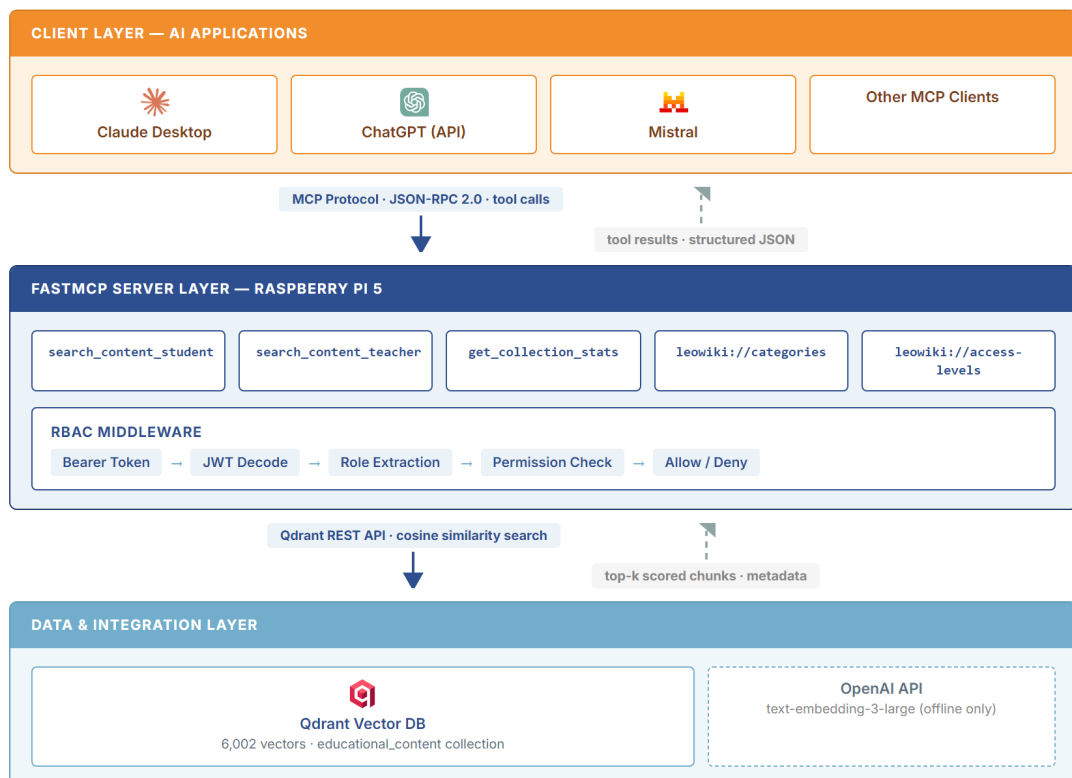 CLIENT LAYER — AI APPLICATIONS
Claude Desktop
ChatGPT (API)
Mistral
Other MCP Clients
MCP Protocol · JSON-RPC 2.0 · tool calls
tool results · structured JSON
FASTMCP SERVER LAYER — RASPBERRY PI 5
search_content_student
search_content_teacher
get_collection_stats
leowiki://categories
leowiki://access-
levels
RBAC MIDDLEWARE
Bearer Token → JWT Decode → Role Extraction → Permission Check → Allow / Deny
Qdrant REST API · cosine similarity search
top-k scored chunks · metadata
DATA & INTEGRATION LAYER
Qdrant Vector DB
6,002 vectors · educational_content collection
OpenAI API
text-embedding-3-large (offline only)